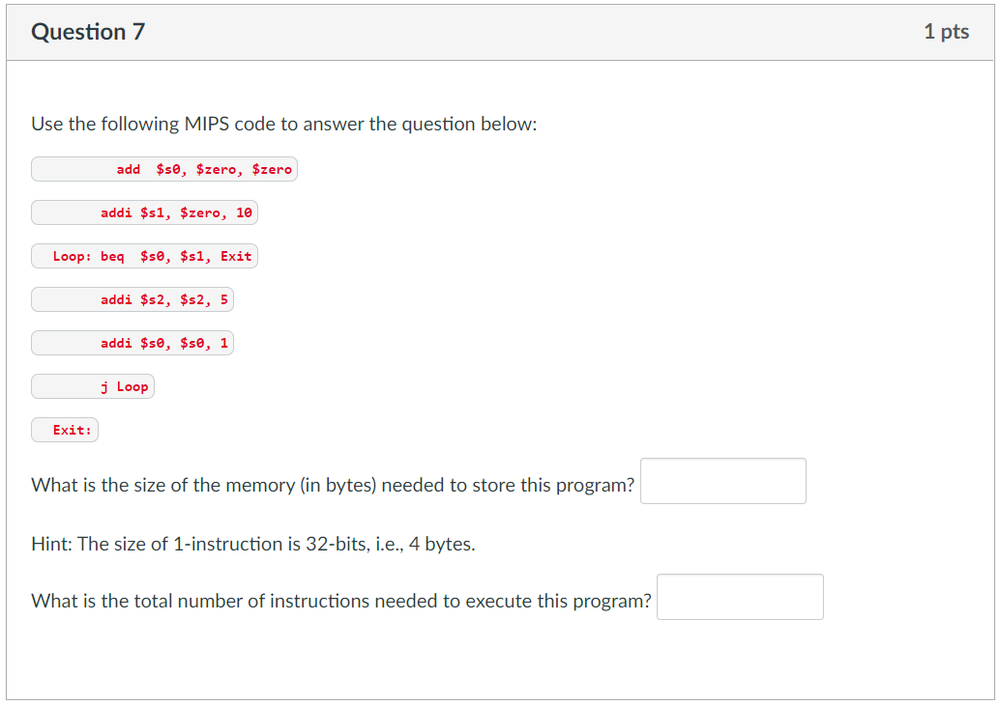 Question 7
1 pts
Use the following MIPS code to answer the question below:
add  $s0, $zero, $zero
addi $s1, $zero, 10
Loop: beq  $s0, $s1, Exit
addi $s2, $s2, 5
addi $s0, $s0, 1
j Loop
Exit:
What is the size of the memory (in bytes) needed to store this program?
Hint: The size of 1-instruction is 32-bits, i.e., 4 bytes.
What is the total number of instructions needed to execute this program?